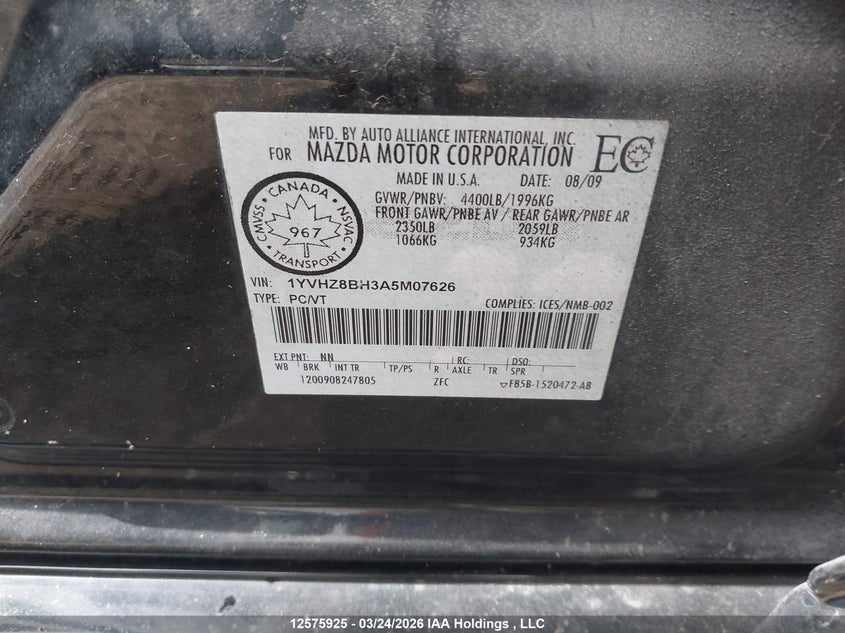 MFD. BY AUTO ALLIANCE INTERNATIONAL, INC.
FOR MAZDA MOTOR CORPORATION EC
MADE IN U.S.A. DATE: 08/09
GVWR/PNBV: 4400LB/1996KG
FRONT GAWR/PNBE AV / REAR GAWR/PNBE AR
2350LB 2059LB
1066KG 934KG
CANADA
CMVSS NSVAC
967
TRANSPORT
VIN: 1YVHZ8BH3A5M07626
TYPE: PC/VT COMPLIES: ICES/NMB-002
EXT PNT: NN RC: DSO:
WB BRK INT TR TP/PS R AXLE TR SPR
1200908247805 ZFC ▽F85B-1520472-AB
12575925 - 03/24/2026 IAA Holdings , LLC